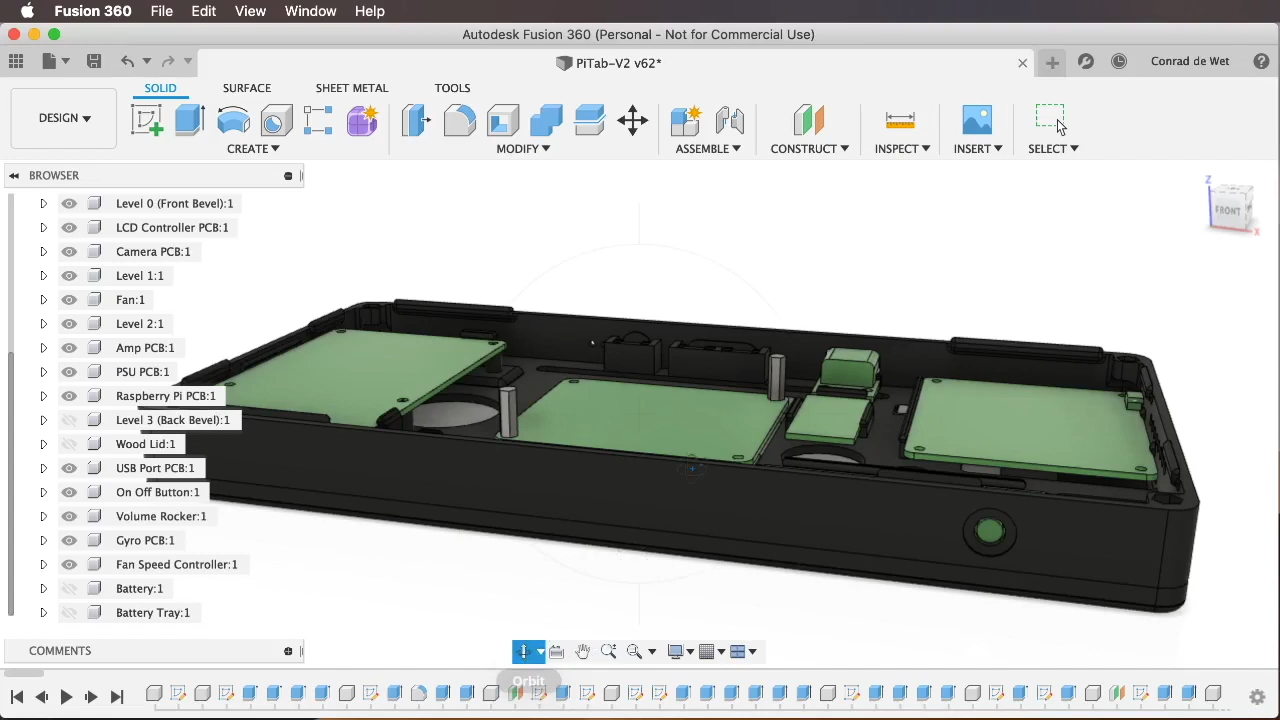 Fusion 360 File Edit View Window Help
Autodesk Fusion 360 (Personal - Not for Commercial Use)
PiTab-V2 v62*
Conrad de Wet
SOLID SURFACE SHEET METAL TOOLS
DESIGN
CREATE MODIFY ASSEMBLE CONSTRUCT INSPECT INSERT SELECT
BROWSER
Z
FRONT
X
Level 0 (Front Bevel):1
LCD Controller PCB:1
Camera PCB:1
Level 1:1
Fan:1
Level 2:1
Amp PCB:1
PSU PCB:1
Raspberry Pi PCB:1
Level 3 (Back Bevel):1
Wood Lid:1
USB Port PCB:1
On Off Button:1
Volume Rocker:1
Gyro PCB:1
Fan Speed Controller:1
Battery:1
Battery Tray:1
COMMENTS
Orbit